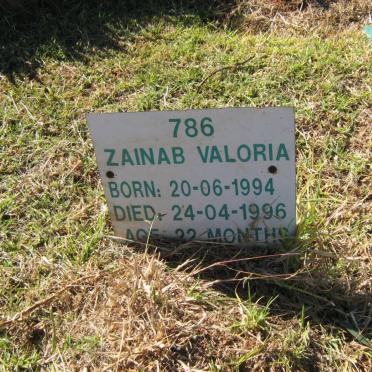 786
ZAINAB VALORIA
BORN: 20-06-1994
DIED: 24-04-1996
AGE: 22 MONTHS